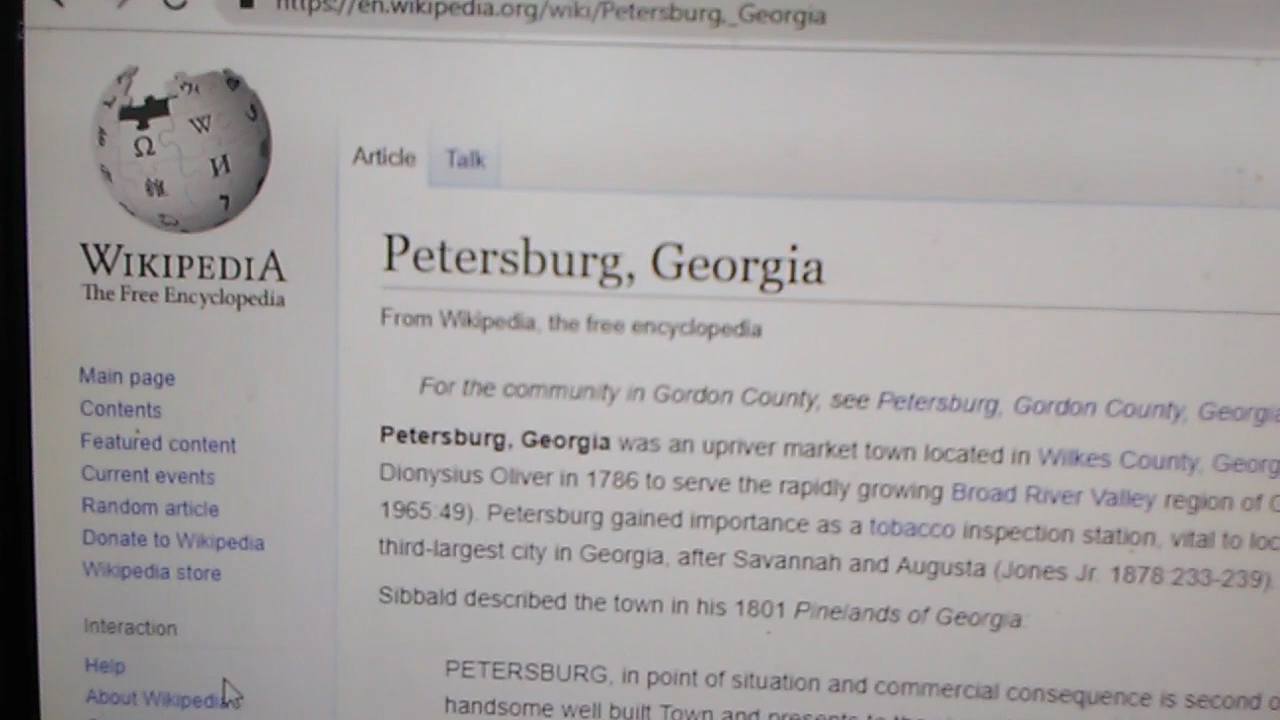 https://en.wikipedia.org/wiki/Petersburg,_Georgia
Article Talk
WIKIPEDIA
The Free Encyclopedia
Petersburg, Georgia
From Wikipedia, the free encyclopedia
For the community in Gordon County, see Petersburg, Gordon County, Georgia
Petersburg, Georgia was an upriver market town located in Wilkes County, Georg
Dionysius Oliver in 1786 to serve the rapidly growing Broad River Valley region of
1965:49). Petersburg gained importance as a tobacco inspection station, vital to loc
third-largest city in Georgia, after Savannah and Augusta (Jones Jr. 1878:233-239).
Sibbald described the town in his 1801 Pinelands of Georgia:
PETERSBURG, in point of situation and commercial consequence is second
handsome well built Town and presents to the
Main page
Contents
Featured content
Current events
Random article
Donate to Wikipedia
Wikipedia store
Interaction
Help
About Wikipedia